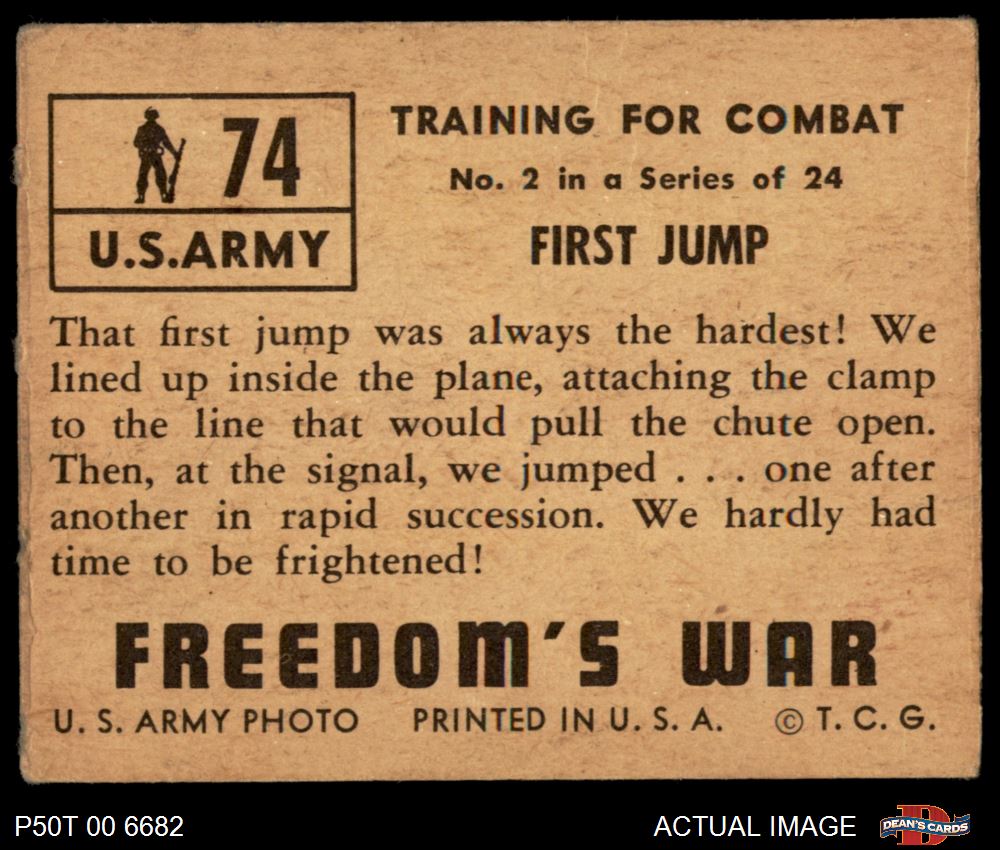 74
U.S.ARMY
TRAINING FOR COMBAT
No. 2 in a Series of 24
FIRST JUMP
That first jump was always the hardest! We
lined up inside the plane, attaching the clamp
to the line that would pull the chute open.
Then, at the signal, we jumped . . . one after
another in rapid succession. We hardly had
time to be frightened!
FREEDOM'S WAR
U. S. ARMY PHOTO PRINTED IN U. S. A. © T. C. G.
P50T 00 6682
ACTUAL IMAGE
DEAN'S CARDS